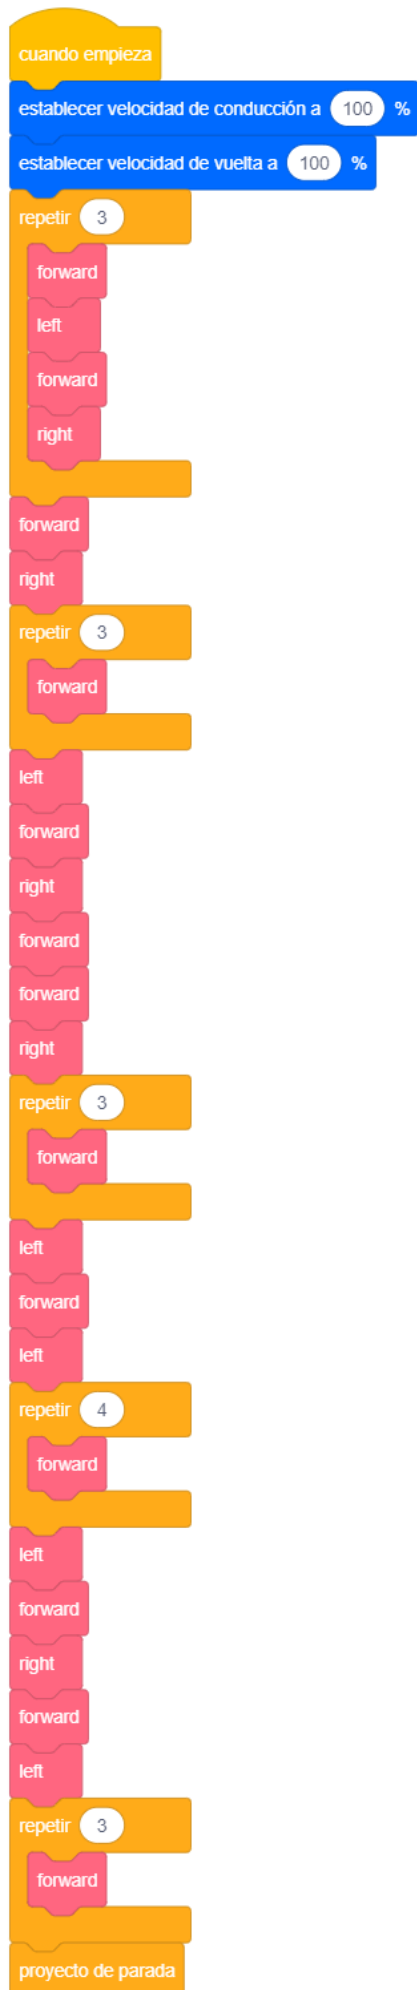 cuando empieza
establecer velocidad de conducción a 100 %
establecer velocidad de vuelta a 100 %
repetir 3
forward
left
forward
right
forward
right
repetir 3
forward
left
forward
right
forward
forward
right
repetir 3
forward
left
forward
left
repetir 4
forward
left
forward
right
forward
left
repetir 3
forward
proyecto de parada